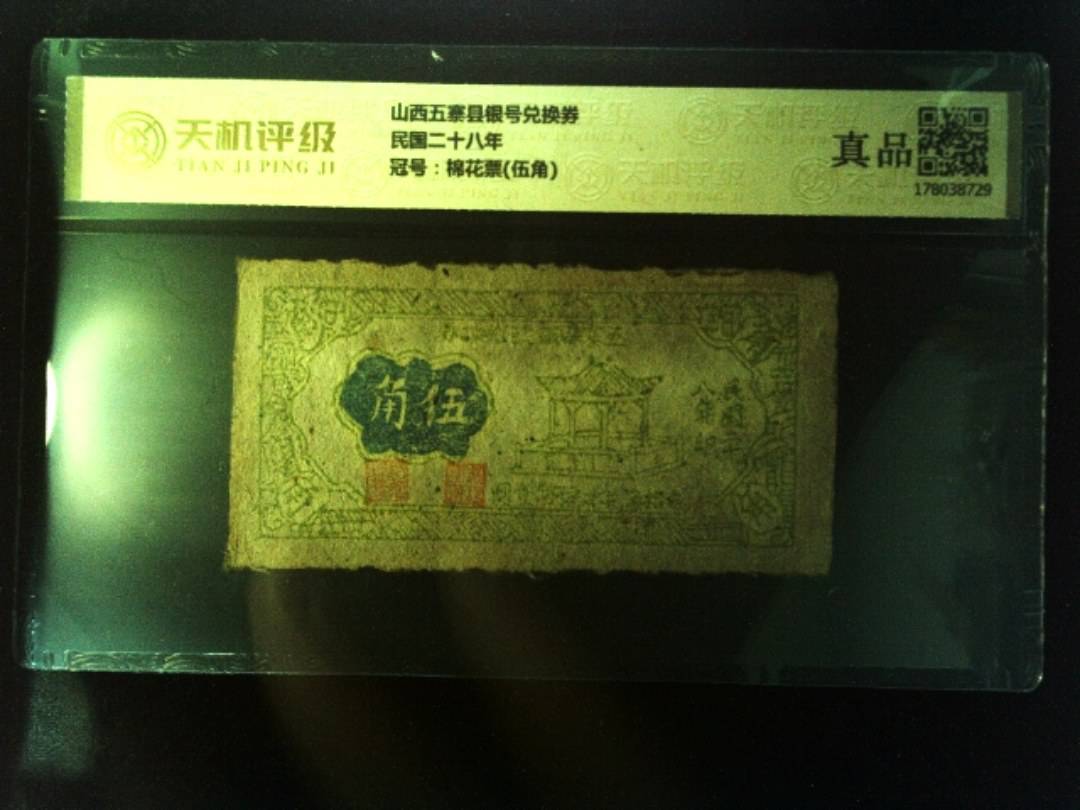 天机评级
TIAN JI PING JI
山西五寨县银号兑换券
民国二十八年
冠号：棉花票(伍角)
真品
178038729
角伍